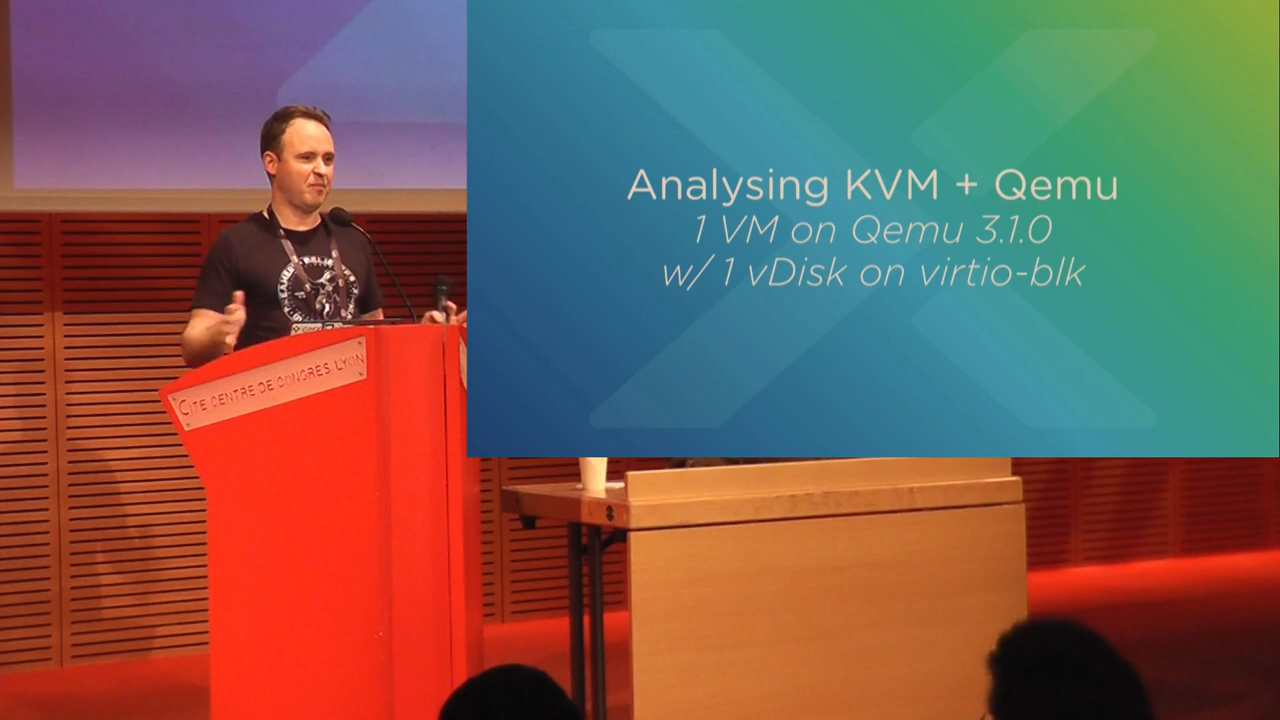 Analysing KVM + Qemu
1 VM on Qemu 3.1.0
w/ 1 vDisk on virtio-blk
CITE CENTRE DE CONGRES LYON